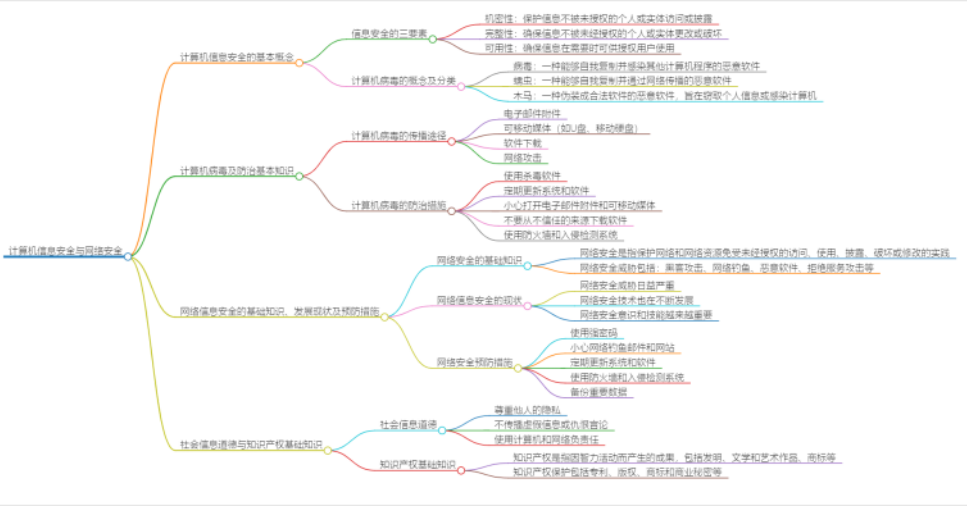 计算机信息安全与网络安全
计算机信息安全的基本概念
信息安全的三要素
机密性：保护信息不被未授权的个人或实体访问或披露
完整性：确保信息不被未经授权的个人或实体更改或破坏
可用性：确保信息在需要时可供授权用户使用
计算机病毒的概念及分类
病毒：一种能够自我复制并感染其他计算机程序的恶意软件
蠕虫：一种能够自我复制并通过网络传播的恶意软件
木马：一种伪装成合法软件的恶意软件，旨在窃取个人信息或感染计算机
计算机病毒及防治基本知识
计算机病毒的传播途径
电子邮件附件
可移动媒体（如U盘、移动硬盘）
软件下载
网络攻击
计算机病毒的防治措施
使用杀毒软件
定期更新系统和软件
小心打开电子邮件附件和可移动媒体
不要从不信任的来源下载软件
使用防火墙和入侵检测系统
网络信息安全的基础知识、发展现状及预防措施
网络安全的基础知识
网络安全是指保护网络和网络资源免受未经授权的访问、使用、披露、破坏或修改的实践
网络安全威胁包括：黑客攻击、网络钓鱼、恶意软件、拒绝服务攻击等
网络信息安全的现状
网络安全威胁日益严重
网络安全技术也在不断发展
网络安全意识和技能越来越重要
网络安全预防措施
使用强密码
小心网络钓鱼邮件和网站
定期更新系统和软件
使用防火墙和入侵检测系统
备份重要数据
社会信息道德与知识产权基础知识
社会信息道德
尊重他人的隐私
不传播虚假信息或仇恨言论
使用计算机和网络负责任
知识产权基础知识
知识产权是指因智力活动而产生的成果，包括发明、文学和艺术作品、商标等
知识产权保护包括专利、版权、商标和商业秘密等